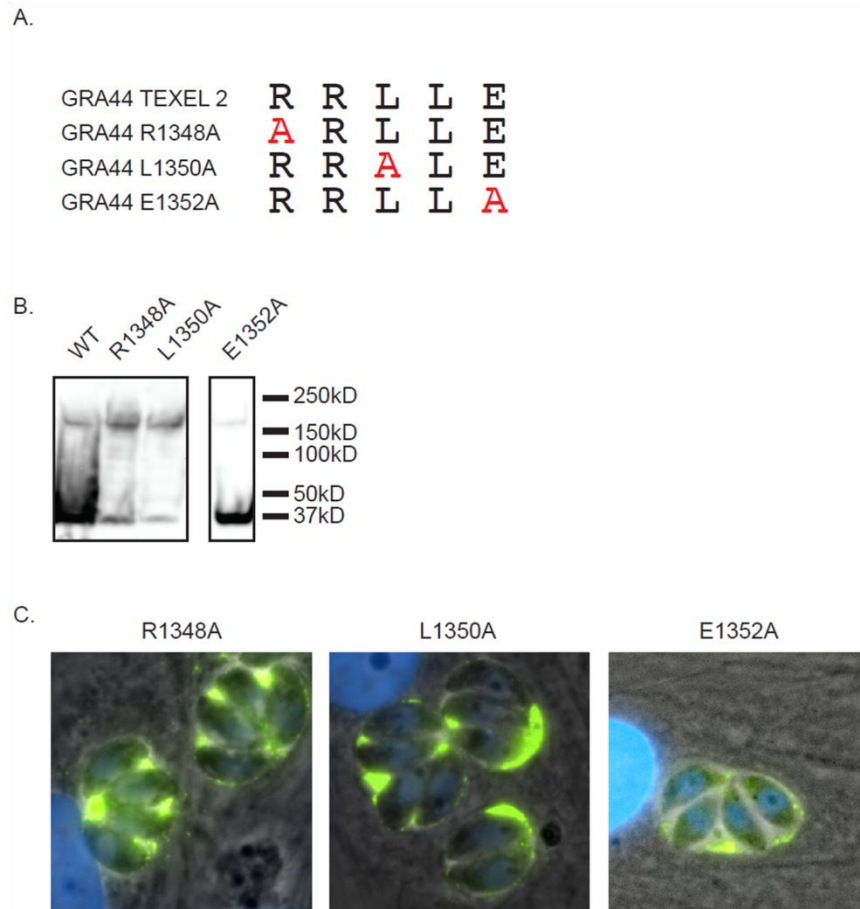 A.
GRA44 TEXEL 2 R R L L E
GRA44 R1348A A R L L E
GRA44 L1350A R R A L E
GRA44 E1352A R R L L A
B.
WT R1348A L1350A E1352A
250kD
150kD
100kD
50kD
37kD
C.
R1348A L1350A E1352A